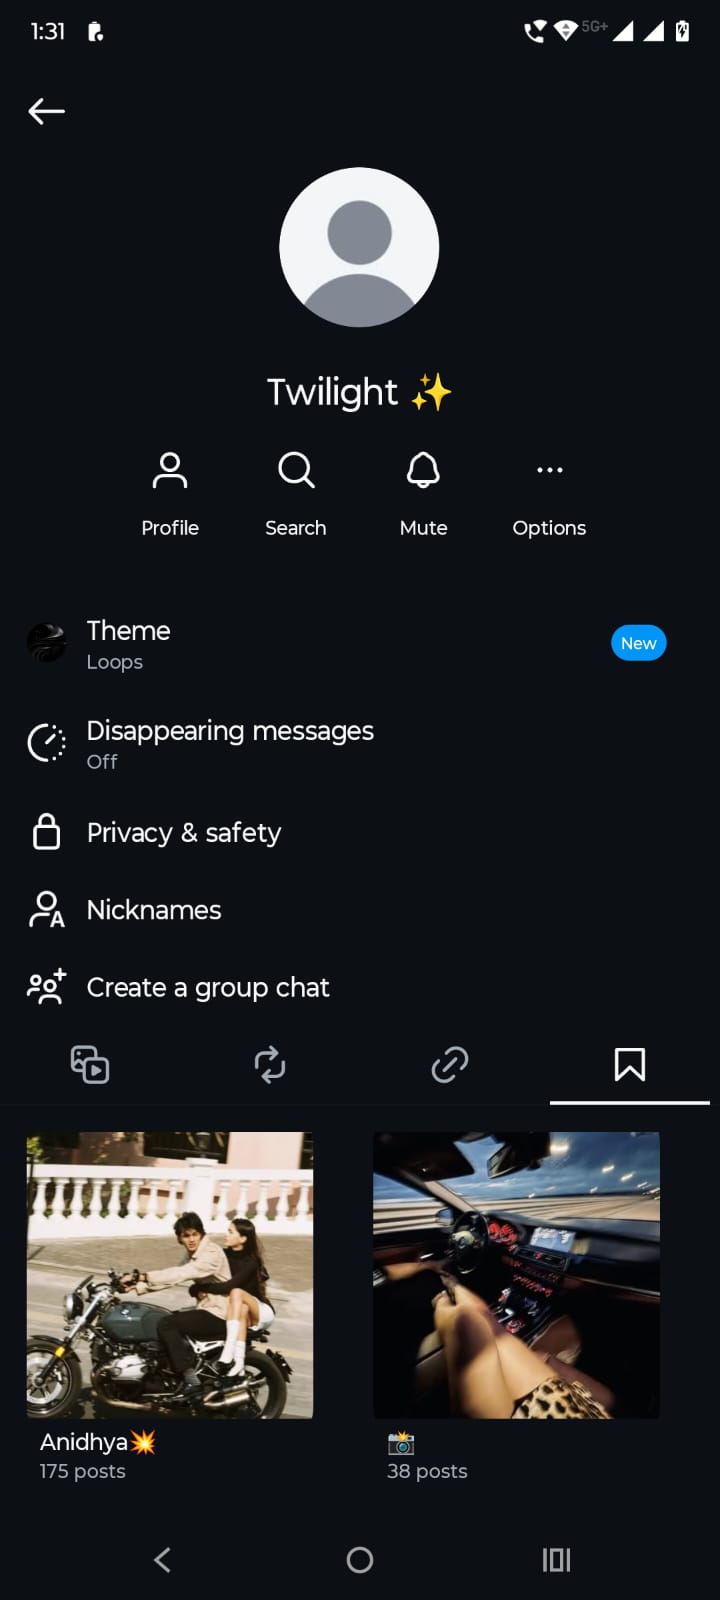 1:31
5G+
Twilight ✨
Profile
Search
Mute
Options
Theme
Loops
New
Disappearing messages
Off
Privacy & safety
Nicknames
Create a group chat
Anidhya💥
175 posts
📸
38 posts